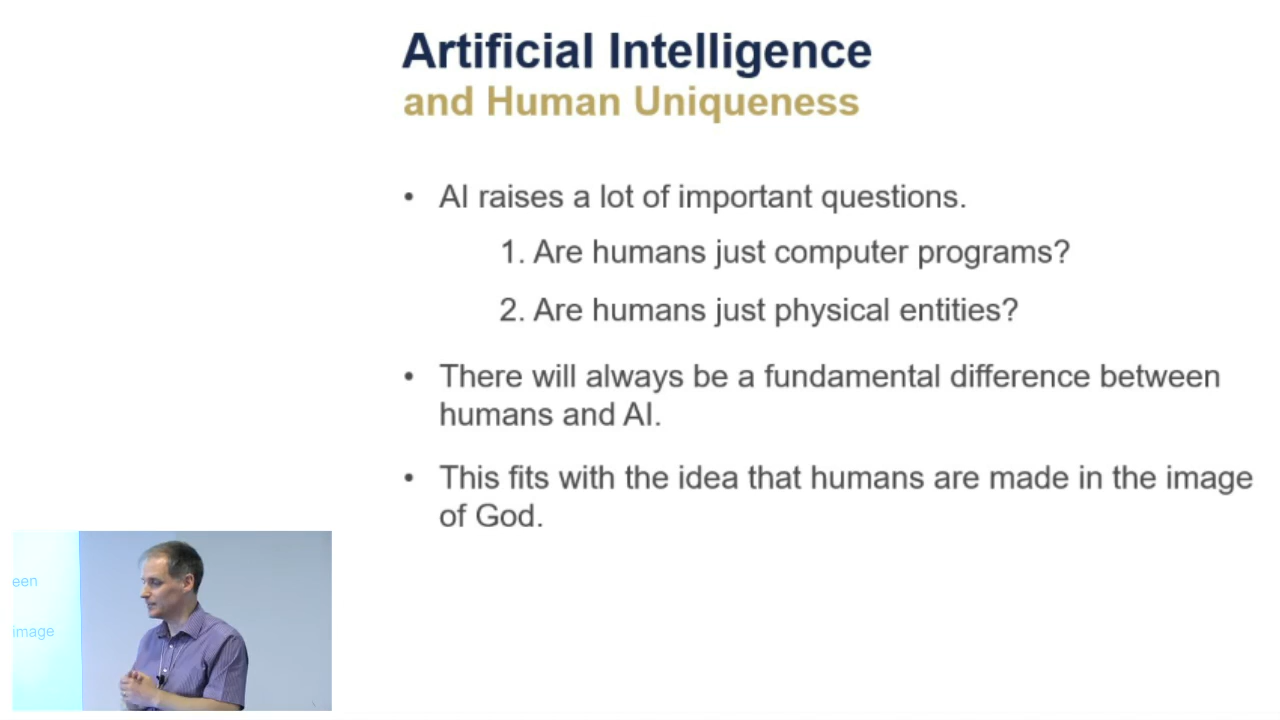 Artificial Intelligence
and Human Uniqueness
• AI raises a lot of important questions.
1. Are humans just computer programs?
2. Are humans just physical entities?
• There will always be a fundamental difference between
humans and AI.
• This fits with the idea that humans are made in the image
of God.
een
image